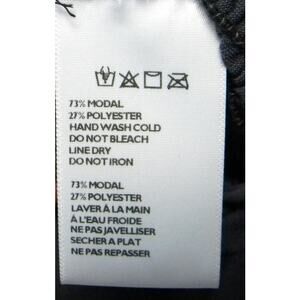 73% MODAL
27% POLYESTER
HAND WASH COLD
DO NOT BLEACH
LINE DRY
DO NOT IRON
73% MODAL
27% POLYESTER
LAVER À LA MAIN
À L'EAU FROIDE
NE PAS JAVELLISER
SECHER A PLAT
NE PAS REPASSER